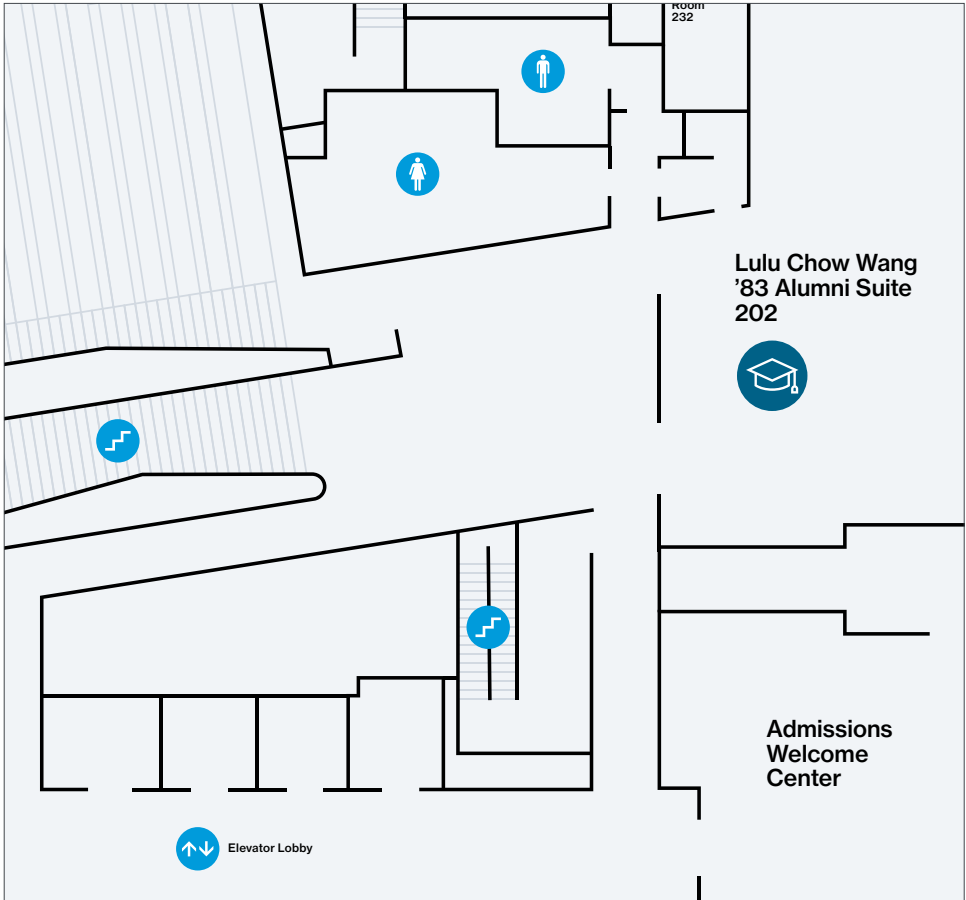 Room
232
Lulu Chow Wang
’83 Alumni Suite
202
Admissions
Welcome
Center
Elevator Lobby